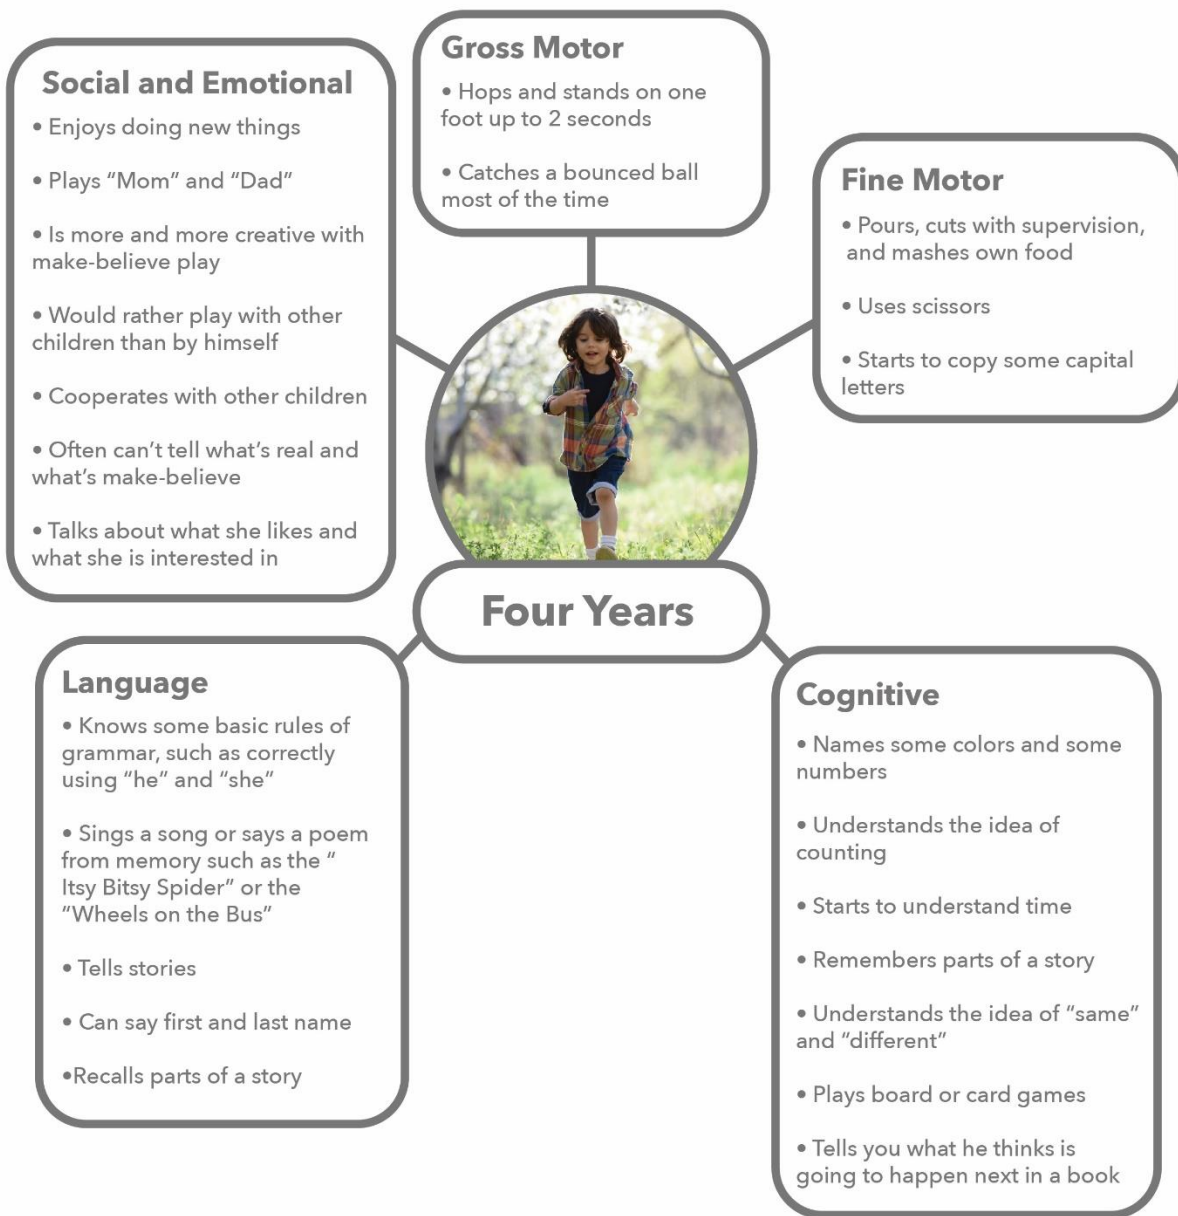 Social and Emotional
• Enjoys doing new things
• Plays “Mom” and “Dad”
• Is more and more creative with
make-believe play
• Would rather play with other
children than by himself
• Cooperates with other children
• Often can’t tell what’s real and
what’s make-believe
• Talks about what she likes and
what she is interested in
Gross Motor
• Hops and stands on one
foot up to 2 seconds
• Catches a bounced ball
most of the time
Fine Motor
• Pours, cuts with supervision,
and mashes own food
• Uses scissors
• Starts to copy some capital
letters
Four Years
Language
• Knows some basic rules of
grammar, such as correctly
using “he” and “she”
• Sings a song or says a poem
from memory such as the “
Itsy Bitsy Spider” or the
“Wheels on the Bus”
• Tells stories
• Can say first and last name
•Recalls parts of a story
Cognitive
• Names some colors and some
numbers
• Understands the idea of
counting
• Starts to understand time
• Remembers parts of a story
• Understands the idea of “same”
and “different”
• Plays board or card games
• Tells you what he thinks is
going to happen next in a book